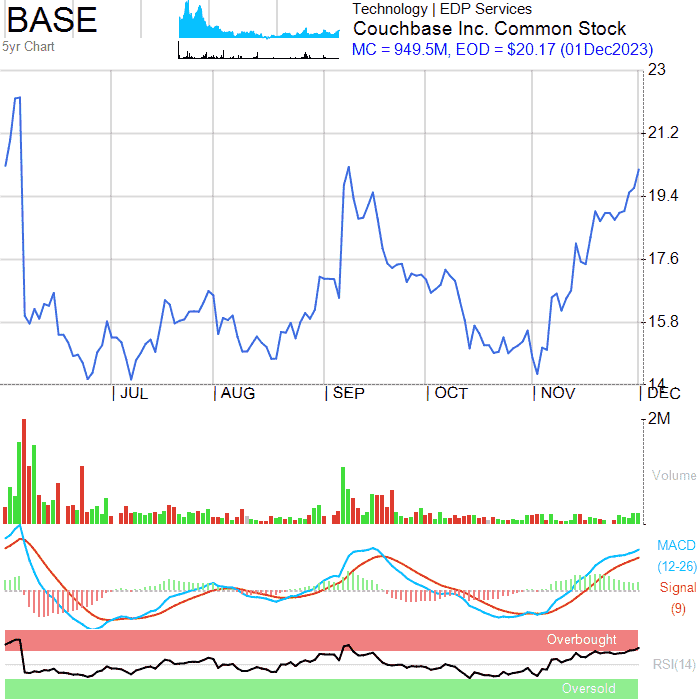 BASE
5yr Chart
Technology | EDP Services
Couchbase Inc. Common Stock
MC = 949.5M, EOD = $20.17 (01Dec2023)
23
21.2
19.4
17.6
15.8
14
| JUL | AUG | SEP | OCT | NOV | DEC
2M
Volume
MACD
(12-26)
Signal
(9)
Overbought
RSI(14)
Oversold